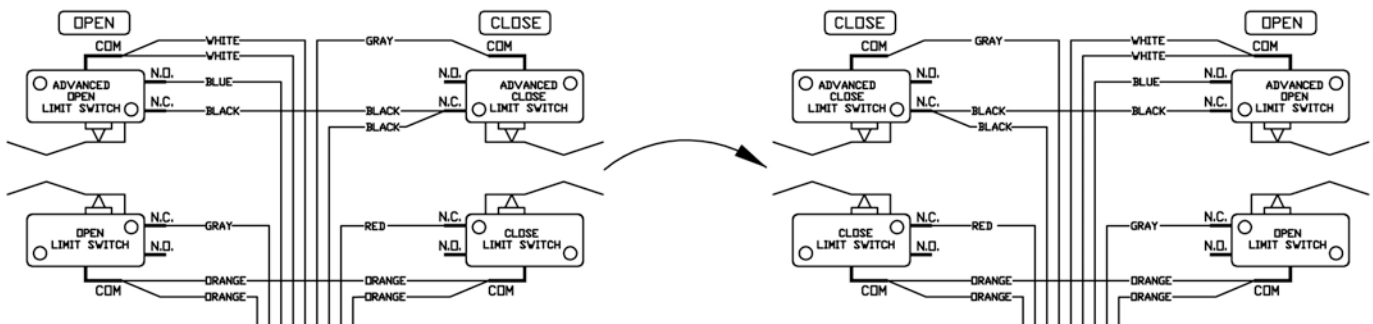 OPEN CLOSE CLOSE OPEN
COM WHITE GRAY COM COM GRAY WHITE COM
WHITE WHITE
N.O. N.O. N.O. N.O.
ADVANCED OPEN LIMIT SWITCH
BLUE
ADVANCED CLOSE LIMIT SWITCH
ADVANCED CLOSE LIMIT SWITCH
BLUE
ADVANCED OPEN LIMIT SWITCH
N.C. BLACK BLACK N.C. N.C. BLACK BLACK N.C.
BLACK BLACK
N.C. GRAY RED N.C. N.C. RED GRAY N.C.
OPEN LIMIT SWITCH
CLOSE LIMIT SWITCH
CLOSE LIMIT SWITCH
OPEN LIMIT SWITCH
N.O. N.O. N.O. N.O.
ORANGE ORANGE ORANGE ORANGE
COM ORANGE ORANGE COM COM ORANGE ORANGE COM